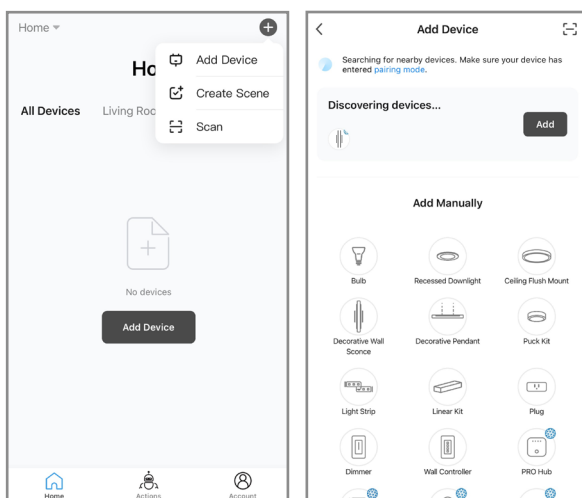 Home
Add Device
Create Scene
Scan
All Devices
No devices
Add Device
Home
Actions
Account
Add Device
Searching for nearby devices. Make sure your device has
entered pairing mode.
Discovering devices...
Add
Add Manually
Bulb
Recessed Downlight
Ceiling Flush Mount
Decorative Wall
Sconce
Decorative Pendant
Puck Kit
Light Strip
Linear Kit
Plug
Dimmer
Wall Controller
PRO Hub